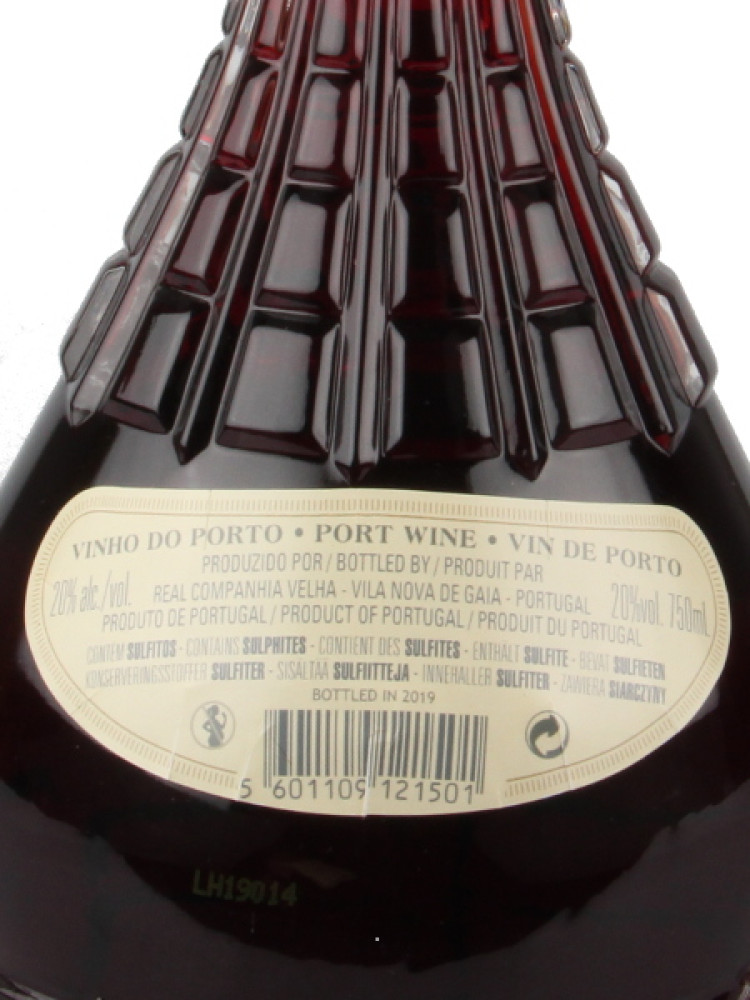 VINHO DO PORTO • PORT WINE • VIN DE PORTO
PRODUZIDO POR / BOTTLED BY / PRODUIT PAR
20% alc./vol. REAL COMPANHIA VELHA - VILA NOVA DE GAIA - PORTUGAL 20%vol. 750ml
PRODUTO DE PORTUGAL / PRODUCT OF PORTUGAL / PRODUIT DU PORTUGAL
CONTÉM SULFITOS - CONTAINS SULPHITES - CONTIENT DES SULFITES - ENTHALT SULFITE - BEVAT SULFIETEN
KONSERVERINGSSTOFFER SULFITER - SISALTAA SULFIITTEJA - INNEHALLER SULFITER - ZAWIERA SIARCZYNY
BOTTLED IN 2019
5 601109 121501
LH19014